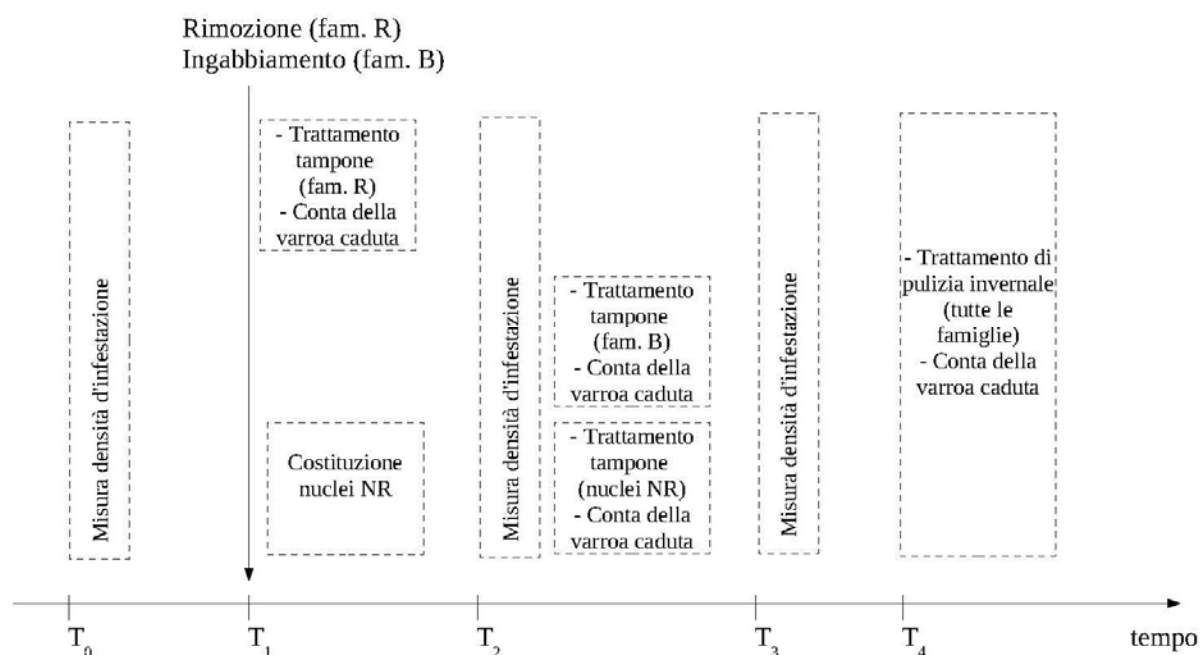 Rimozione (fam. R)
Ingabbiamento (fam. B)
Misura densità d'infestazione
- Trattamento
tampone
(fam. R)
- Conta della
varroa caduta
Costituzione
nuclei NR
Misura densità d'infestazione
- Trattamento
tampone
(fam. B)
- Conta della
varroa caduta
- Trattamento
tampone
(nuclei NR)
- Conta della
varroa caduta
Misura densità d'infestazione
- Trattamento di
pulizia invernale
(tutte le
famiglie)
- Conta della
varroa caduta
T0 T1 T2 T3 T4 tempo